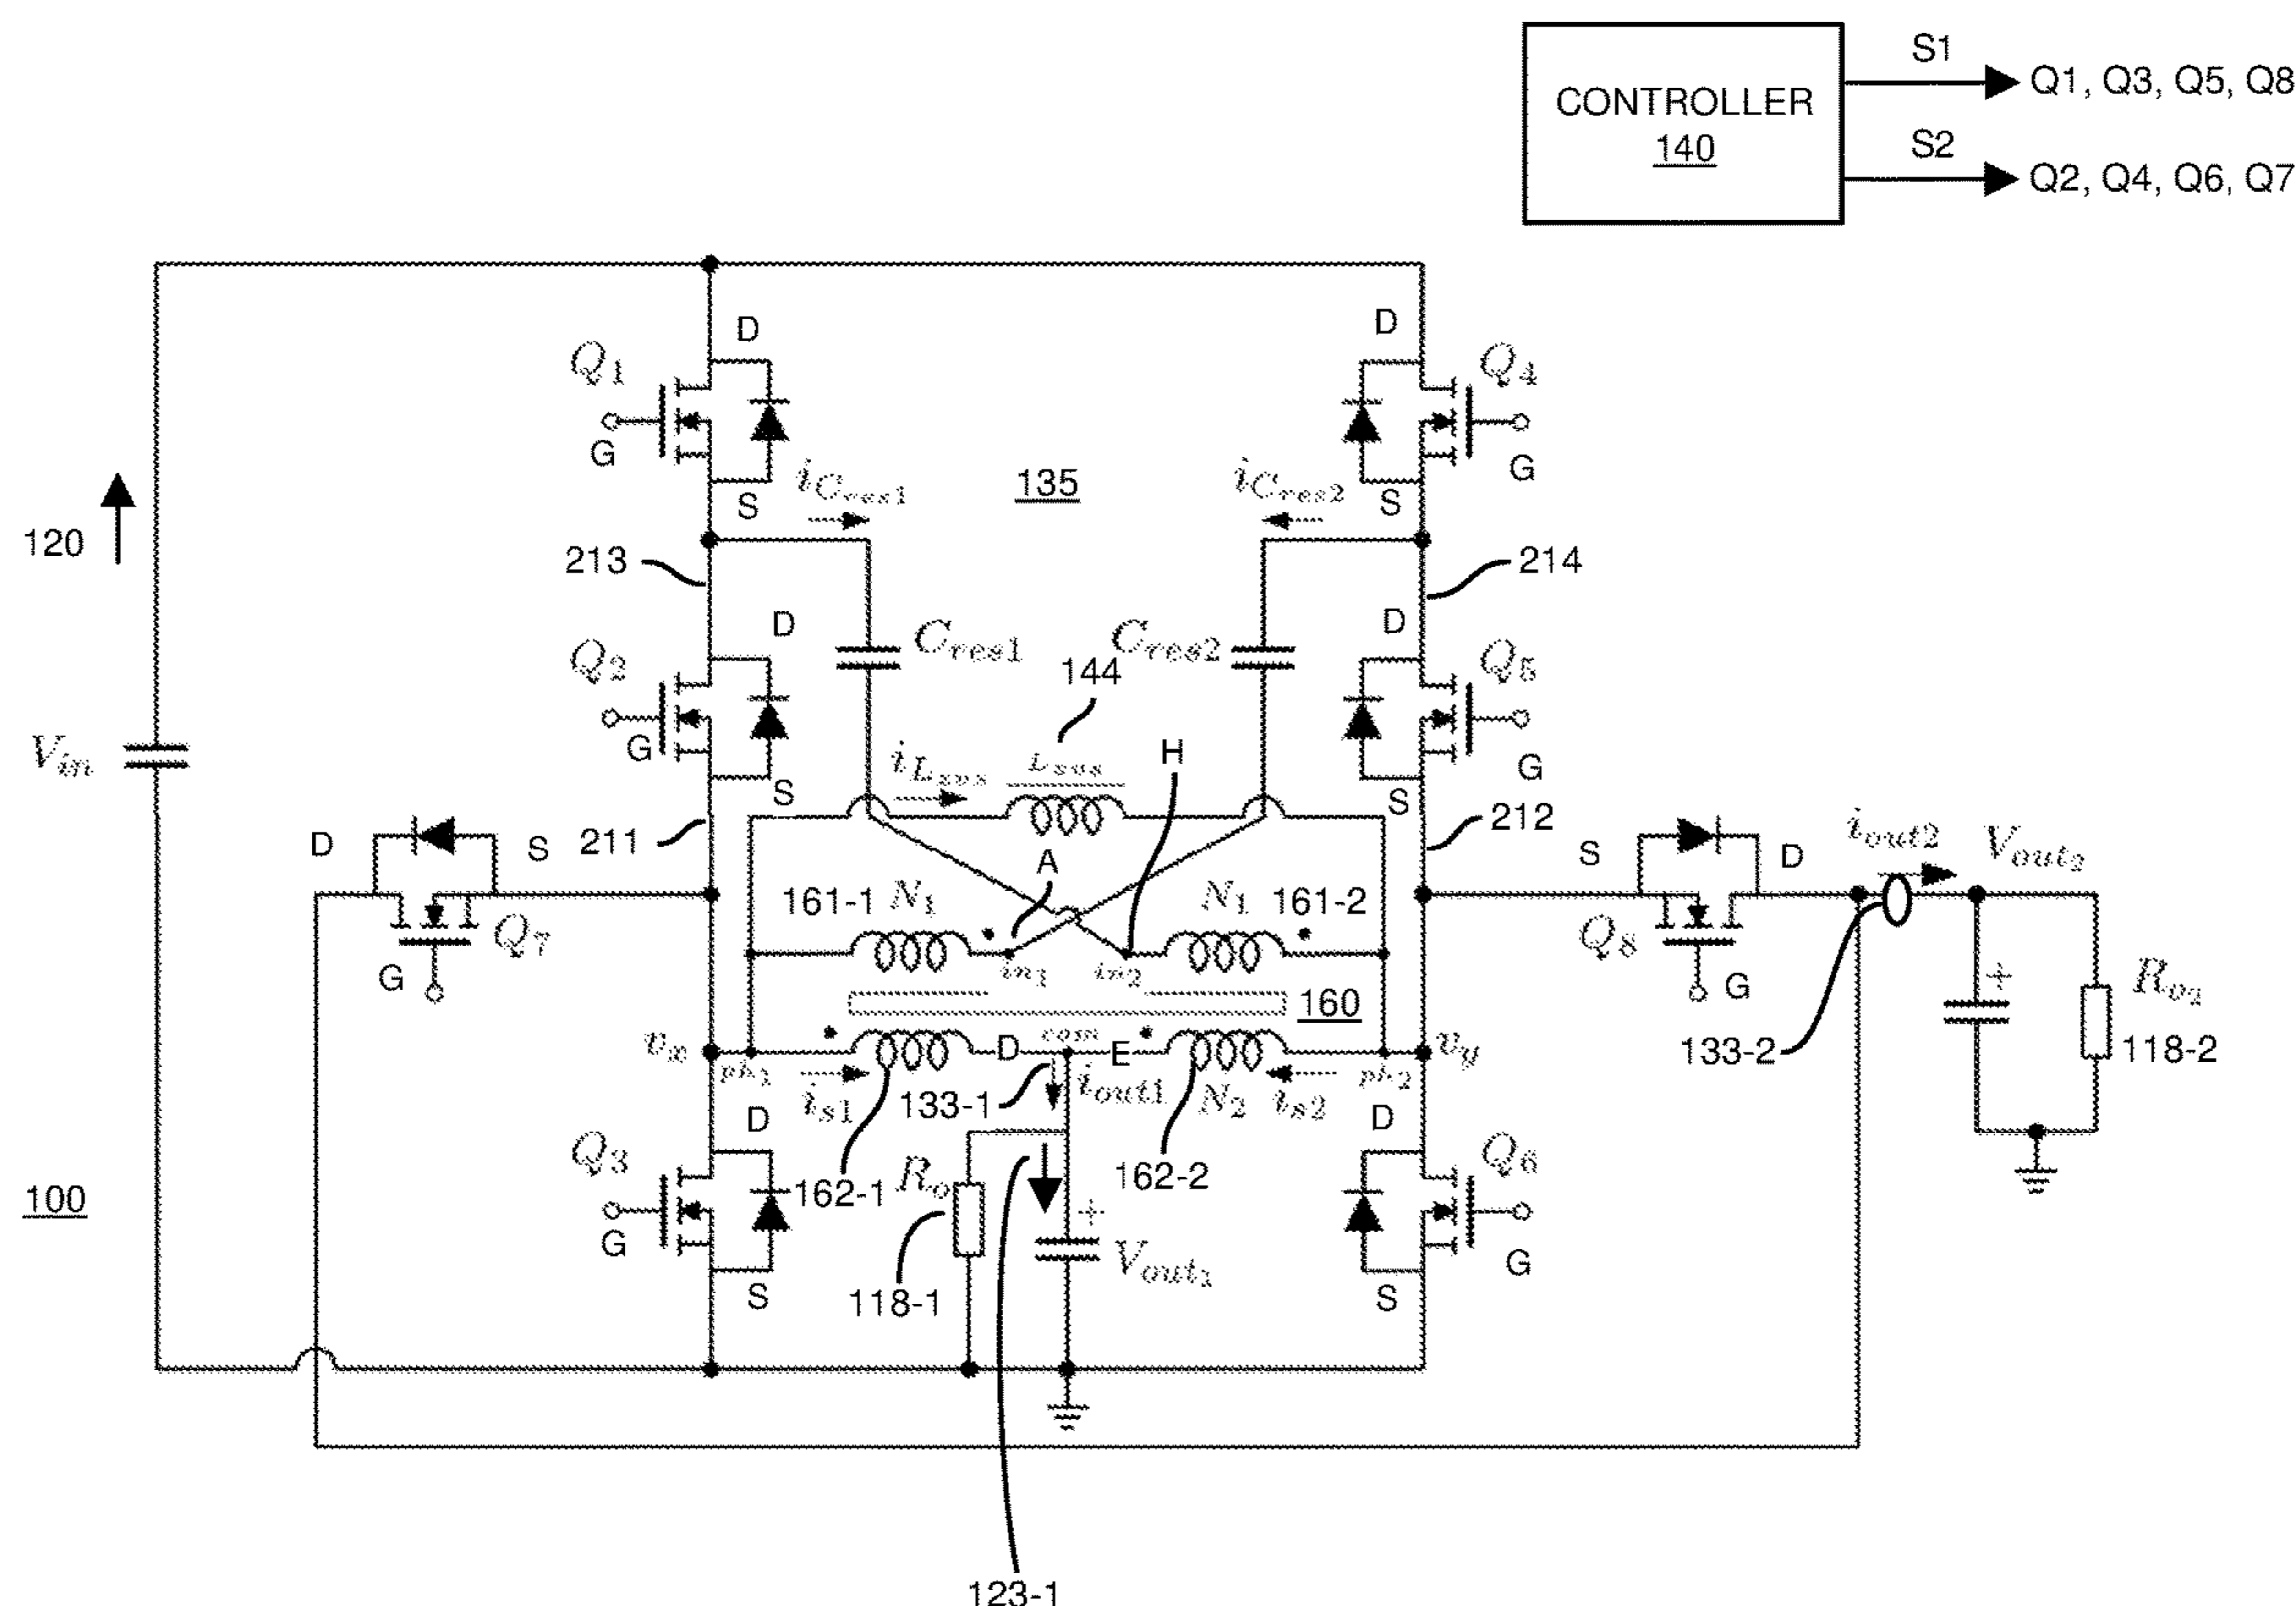 S1
Q1, Q3, Q5, Q8
CONTROLLER
140
S2
Q2, Q4, Q6, Q7
D
D
Q1
Q4
G
G
iCres1
135
iCres2
S
S
120
213
214
D
D
Q2
Cres1
Cres2
Q5
144
Vin
G
iLzvs
Lzvs
H
G
S
S
211
212
D
S
A
S
D
iout2
Vout2
161-1
N1
N1
161-2
Q7
Q8
G
in1
in2
G
Ro2
160
vx
D
com
E
vy
133-2
118-2
ph1
is1
133-1
iout1
N2
is2
ph2
D
D
Q3
162-1
Ro
162-2
Q6
100
+
+
G
Vout1
G
S
118-1
S
123-1